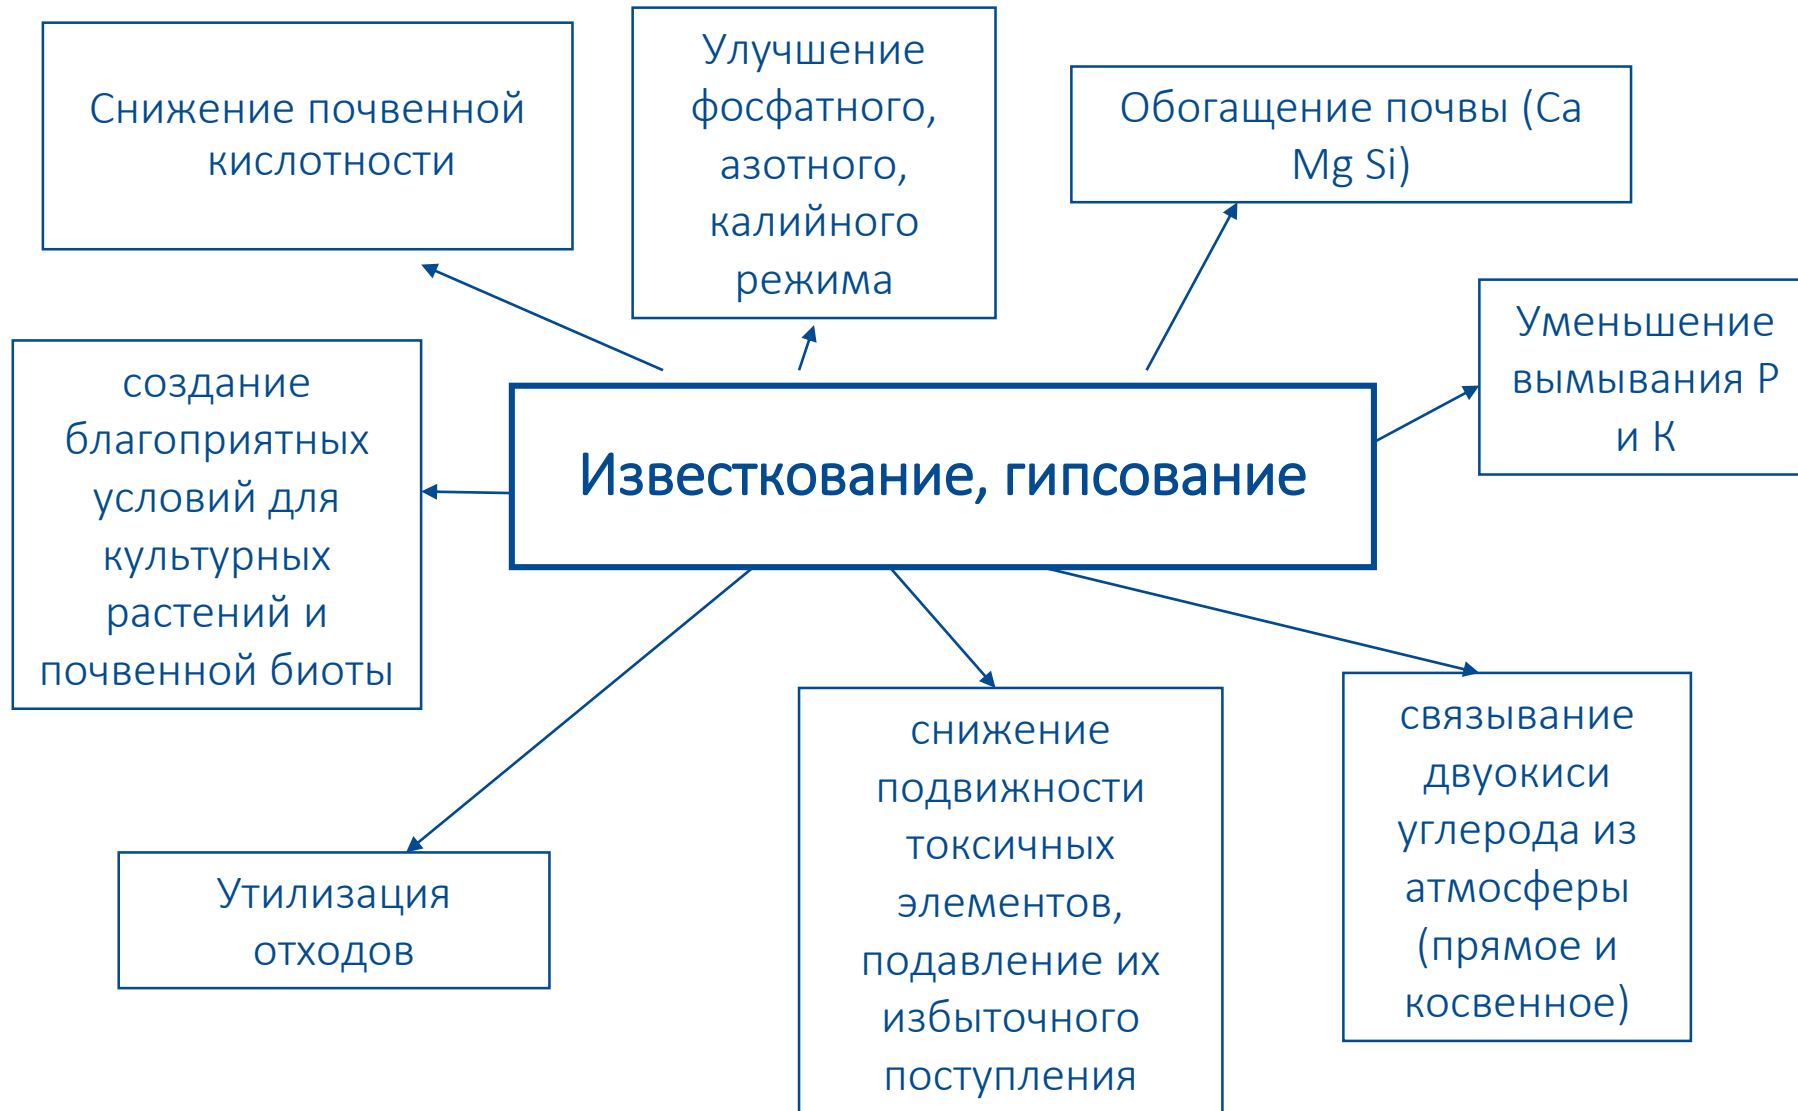 Снижение почвенной
кислотности
Улучшение
фосфатного,
азотного,
калийного
режима
Обогащение почвы (Ca
Mg Si)
Уменьшение
вымывания Р
и К
создание
благоприятных
условий для
культурных
растений и
почвенной биоты
Известкование, гипсование
Утилизация
отходов
снижение
подвижности
токсичных
элементов,
подавление их
избыточного
поступления
связывание
двуокиси
углерода из
атмосферы
(прямое и
косвенное)